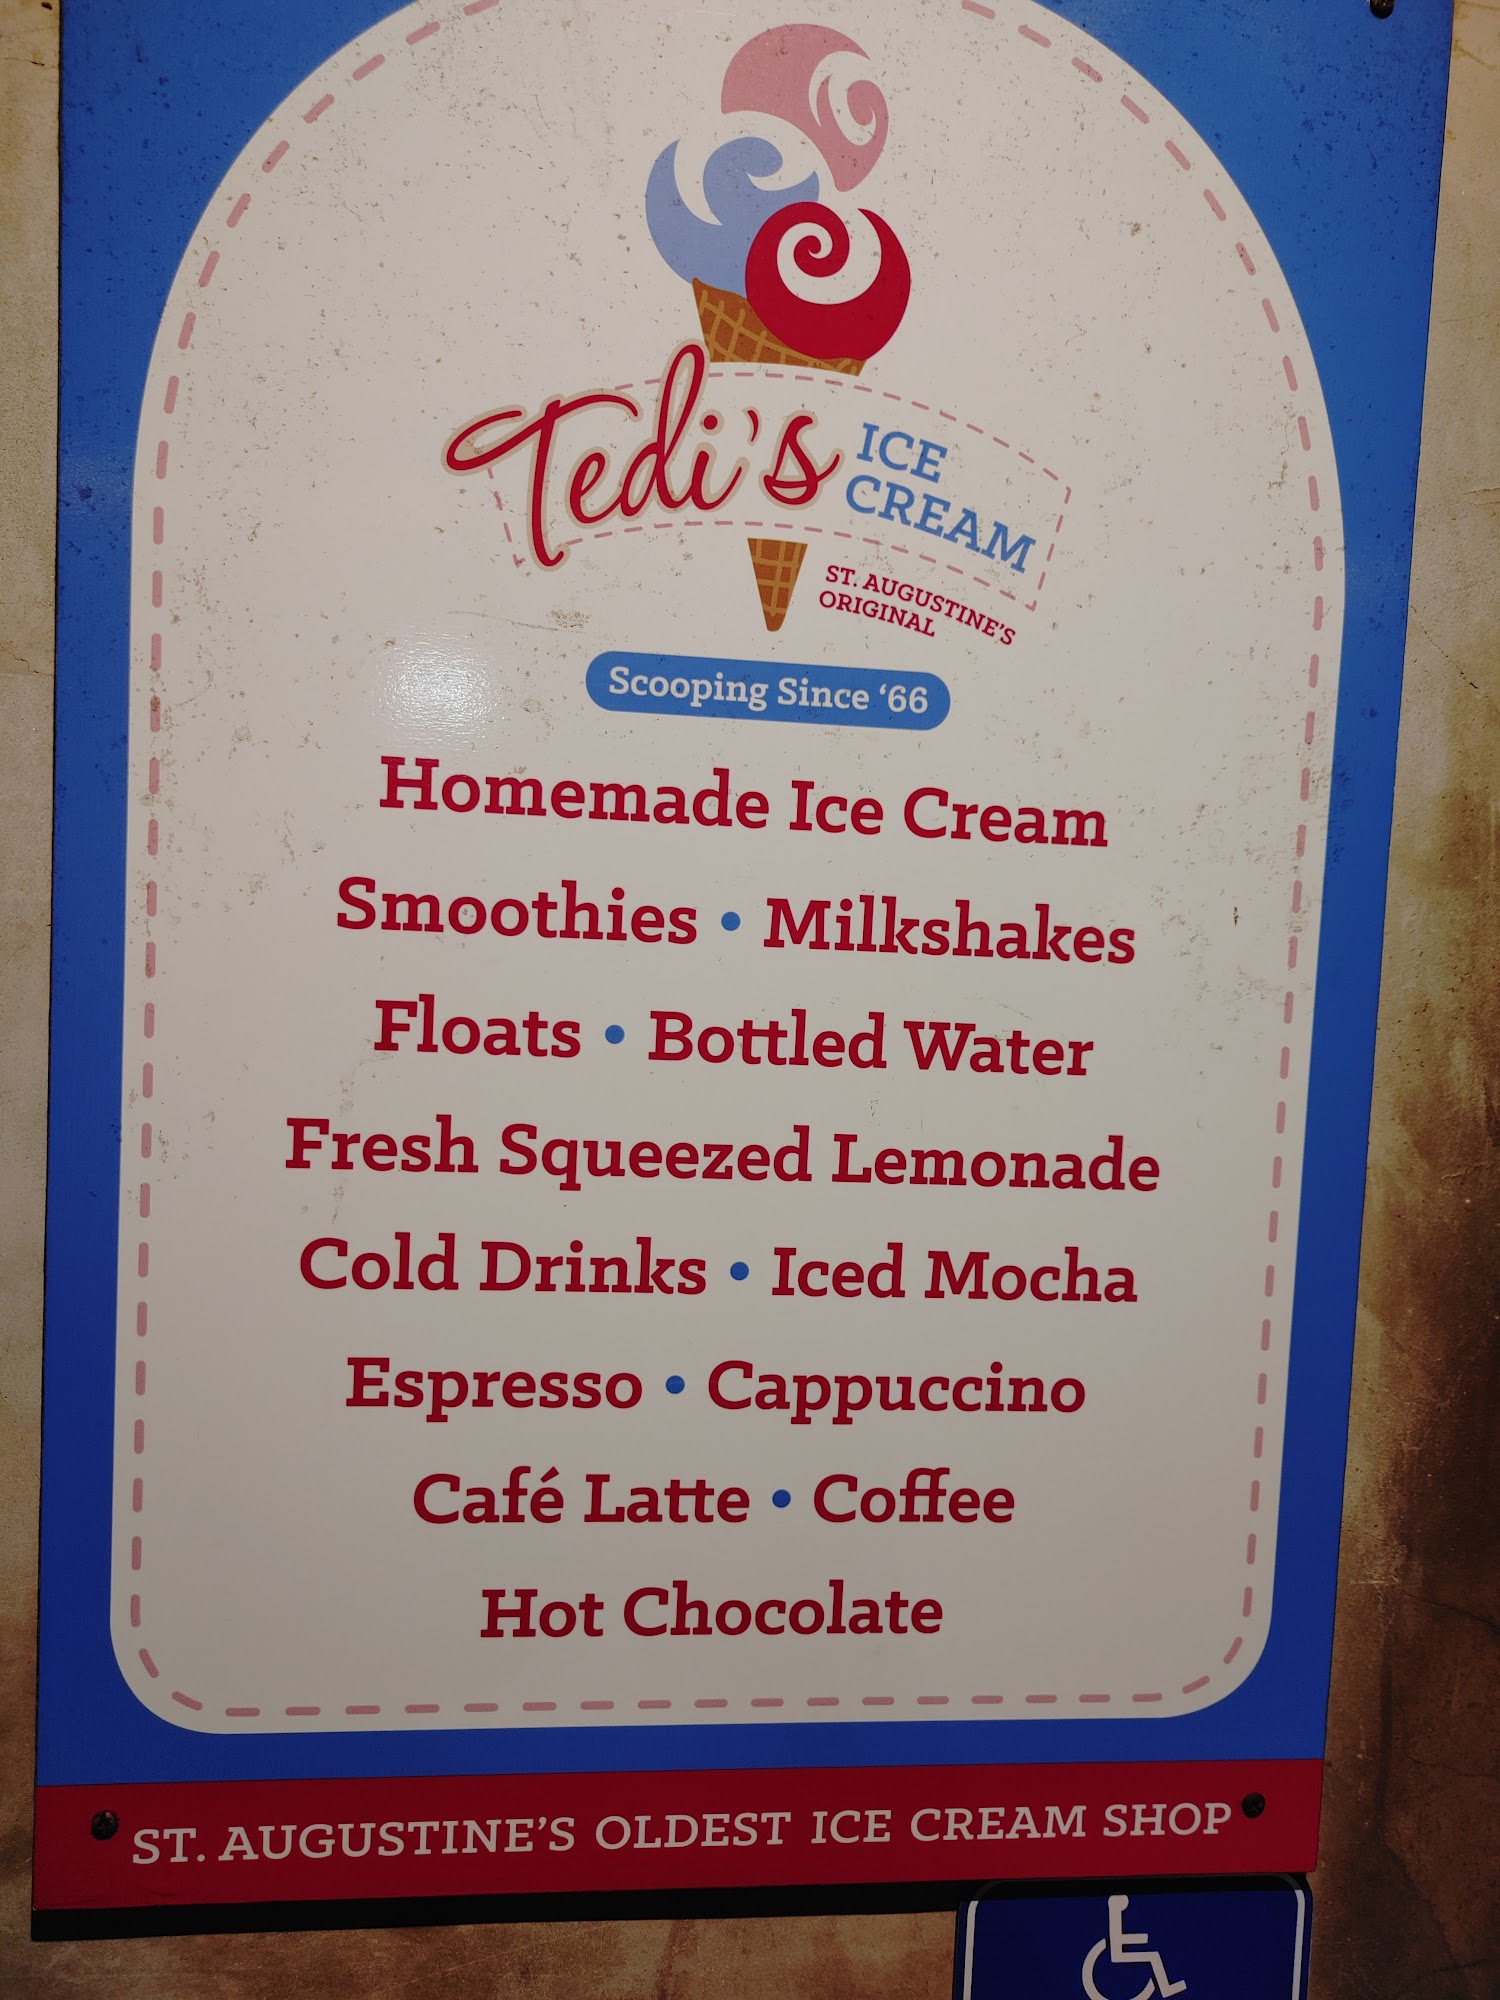 Tedi's ICE
CREAM
ST. AUGUSTINE'S
ORIGINAL
Scooping Since ‘66
Homemade Ice Cream
Smoothies • Milkshakes
Floats • Bottled Water
Fresh Squeezed Lemonade
Cold Drinks • Iced Mocha
Espresso • Cappuccino
Café Latte • Coffee
Hot Chocolate
ST. AUGUSTINE'S OLDEST ICE CREAM SHOP